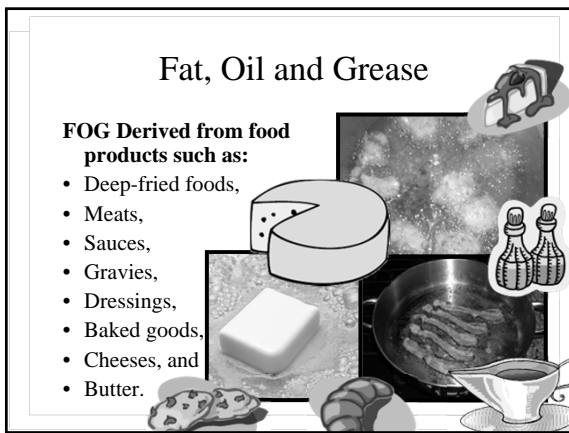 Fat, Oil and Grease
FOG Derived from food
products such as:
• Deep-fried foods,
• Meats,
• Sauces,
• Gravies,
• Dressings,
• Baked goods,
• Cheeses, and
• Butter.